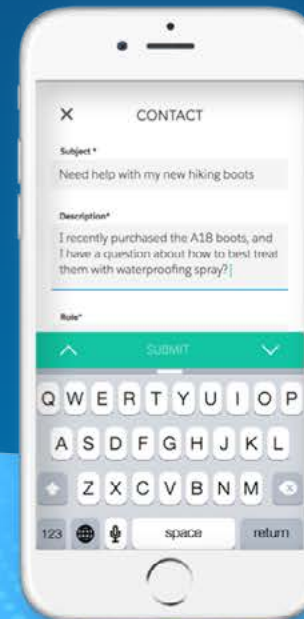 CONTACT
Subject *
Need help with my new hiking boots
Description*
I recently purchased the A18 boots, and
I have a question about how to best treat
them with waterproofing spray?
Role*
SUBMIT
Q W E R T Y U I O P
A S D F G H J K L
Z X C V B N M
123 space return